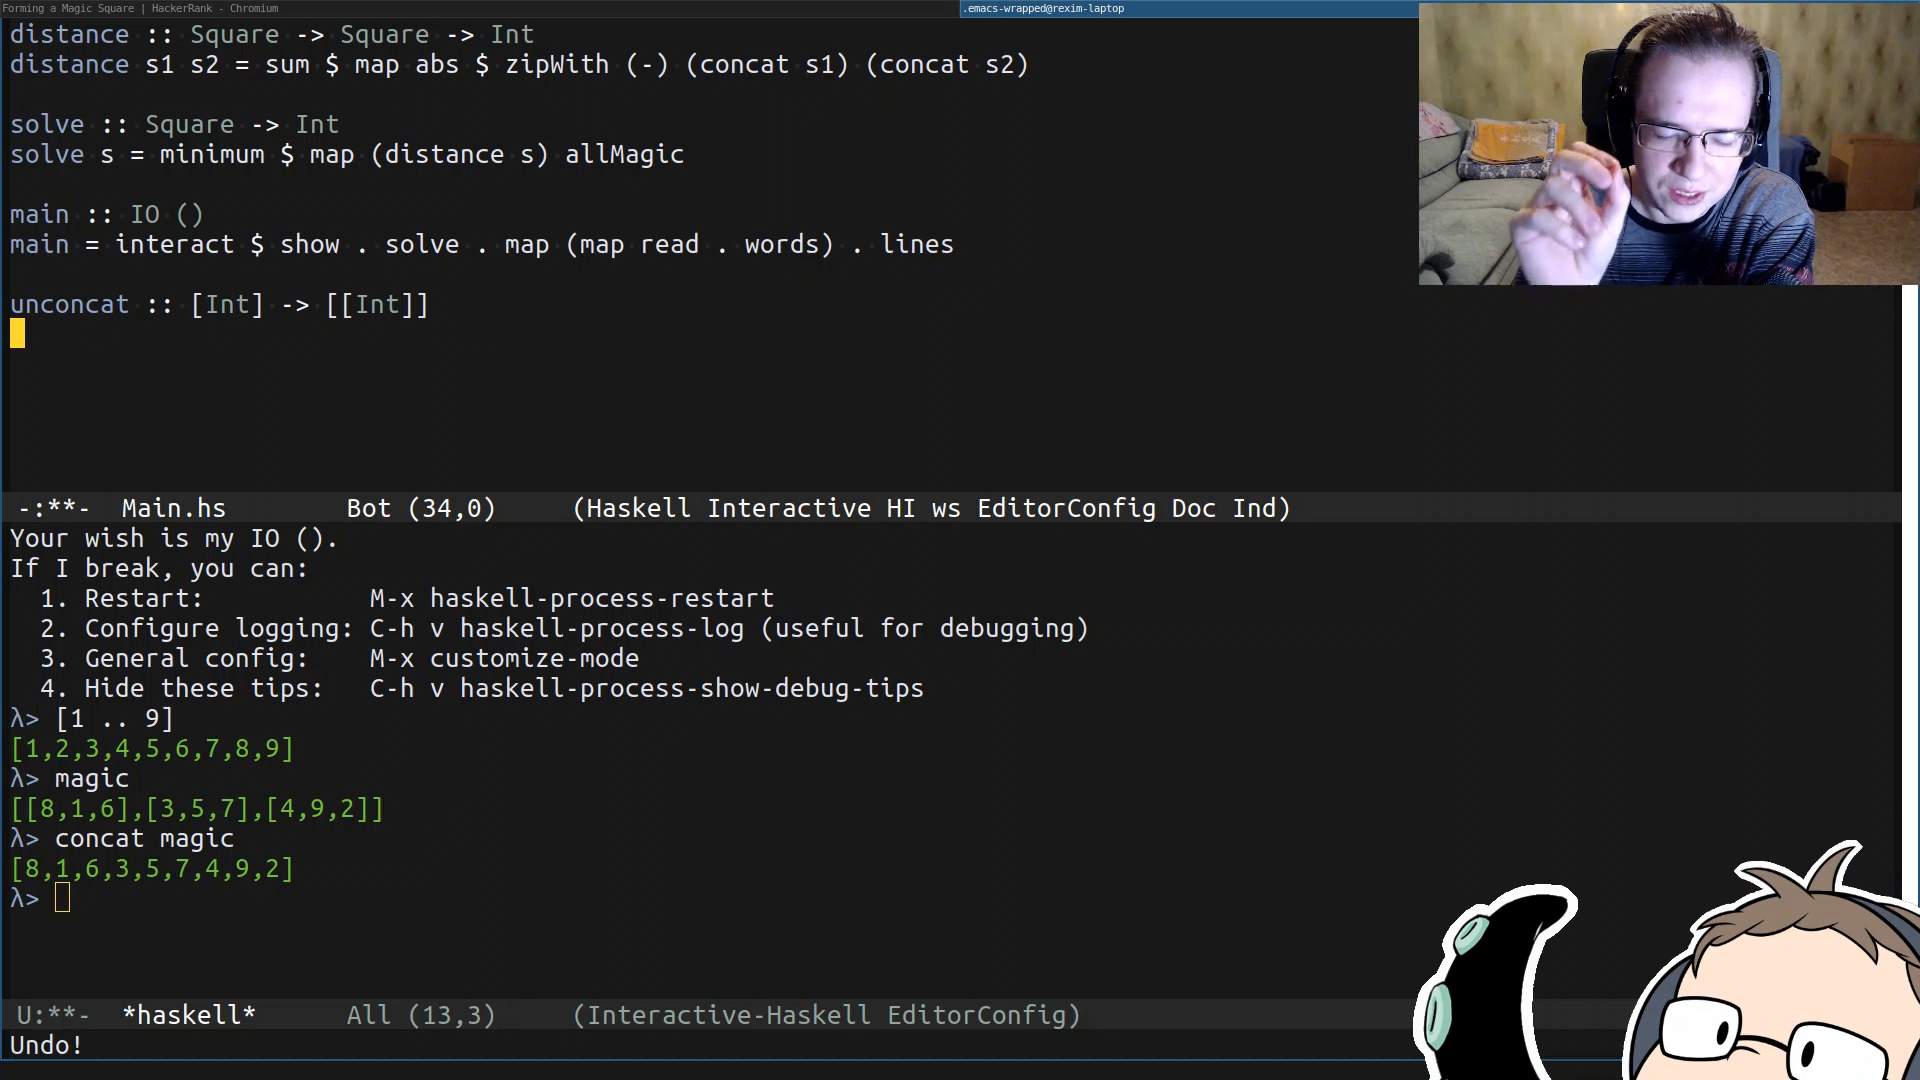 Forming a Magic Square | HackerRank - Chromium
.emacs-wrapped@rexim-laptop
distance :: Square -> Square -> Int
distance s1 s2 = sum $ map abs $ zipWith (-) (concat s1) (concat s2)
solve :: Square -> Int
solve s = minimum $ map (distance s) allMagic
main :: IO ()
main = interact $ show . solve . map (map read . words) . lines
unconcat :: [Int] -> [[Int]]
-:**-  Main.hs        Bot (34,0)     (Haskell Interactive HI ws EditorConfig Doc Ind)
Your wish is my IO ().
If I break, you can:
  1. Restart:           M-x haskell-process-restart
  2. Configure logging: C-h v haskell-process-log (useful for debugging)
  3. General config:    M-x customize-mode
  4. Hide these tips:   C-h v haskell-process-show-debug-tips
λ> [1 .. 9]
[1,2,3,4,5,6,7,8,9]
λ> magic
[[8,1,6],[3,5,7],[4,9,2]]
λ> concat magic
[8,1,6,3,5,7,4,9,2]
λ>
U:**-  *haskell*      All (13,3)     (Interactive-Haskell EditorConfig)
Undo!